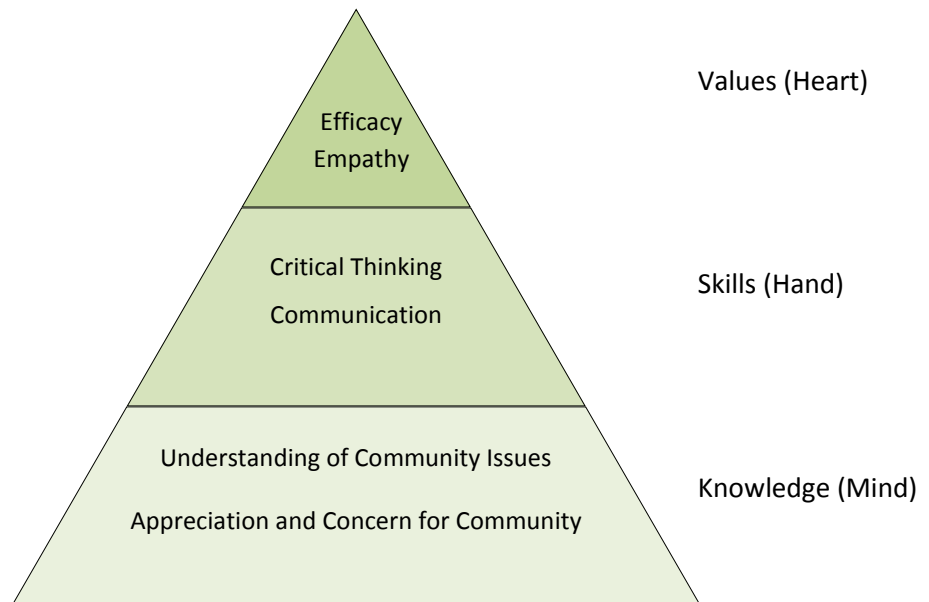 Values (Heart)
Efficacy
Empathy
Critical Thinking
Skills (Hand)
Communication
Understanding of Community Issues
Knowledge (Mind)
Appreciation and Concern for Community